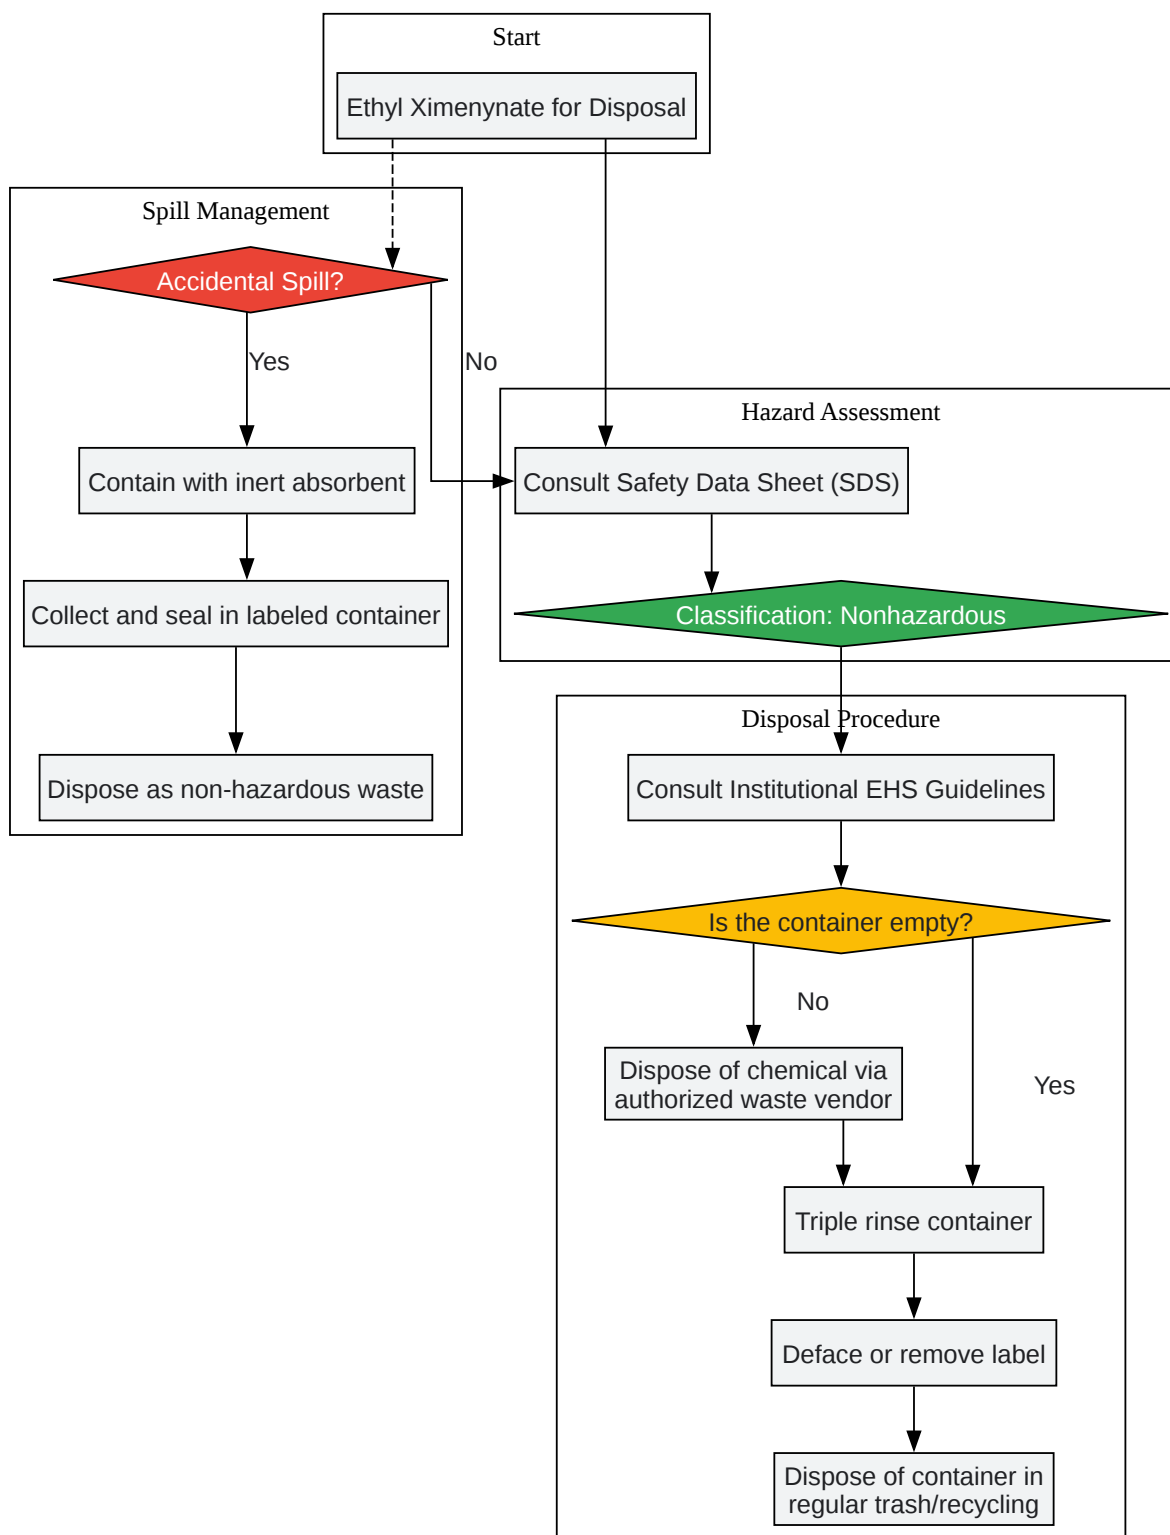 Start
Ethyl Ximenynate for Disposal
Spill Management
Accidental Spill?
Yes
No
Contain with inert absorbent
Collect and seal in labeled container
Dispose as non-hazardous waste
Hazard Assessment
Consult Safety Data Sheet (SDS)
Classification: Nonhazardous
Disposal Procedure
Consult Institutional EHS Guidelines
Is the container empty?
No
Yes
Dispose of chemical via
authorized waste vendor
Triple rinse container
Deface or remove label
Dispose of container in
regular trash/recycling